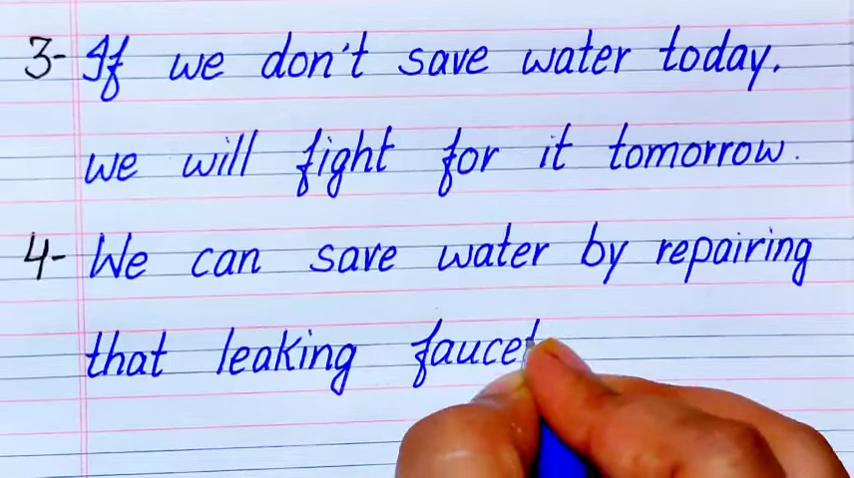 3- If we don't save water today,
we will fight for it tomorrow.
4- We can save water by repairing
that leaking faucet